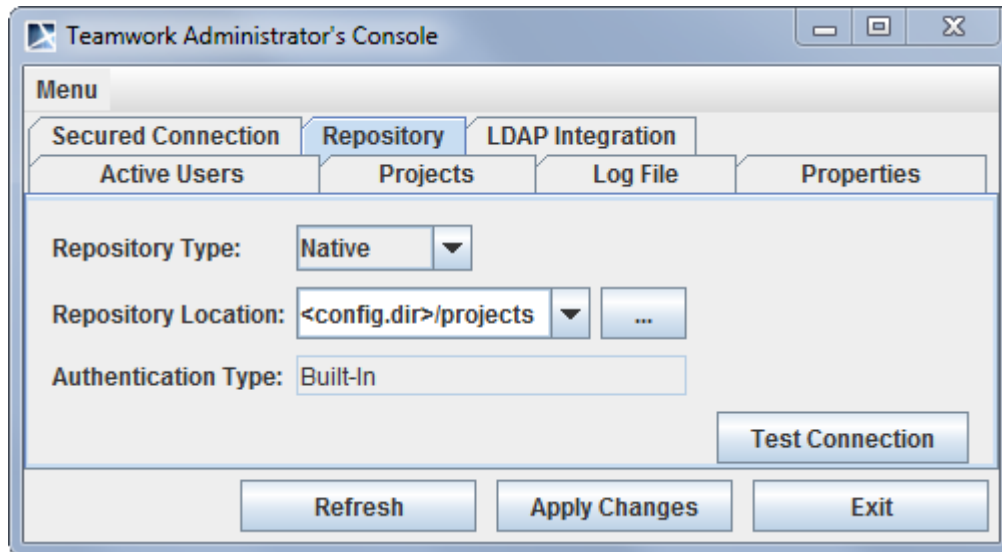 Teamwork Administrator's Console
Menu
Secured Connection Repository LDAP Integration
Active Users Projects Log File Properties
Repository Type: Native
Repository Location: <config.dir>/projects ...
Authentication Type: Built-In
Test Connection
Refresh Apply Changes Exit